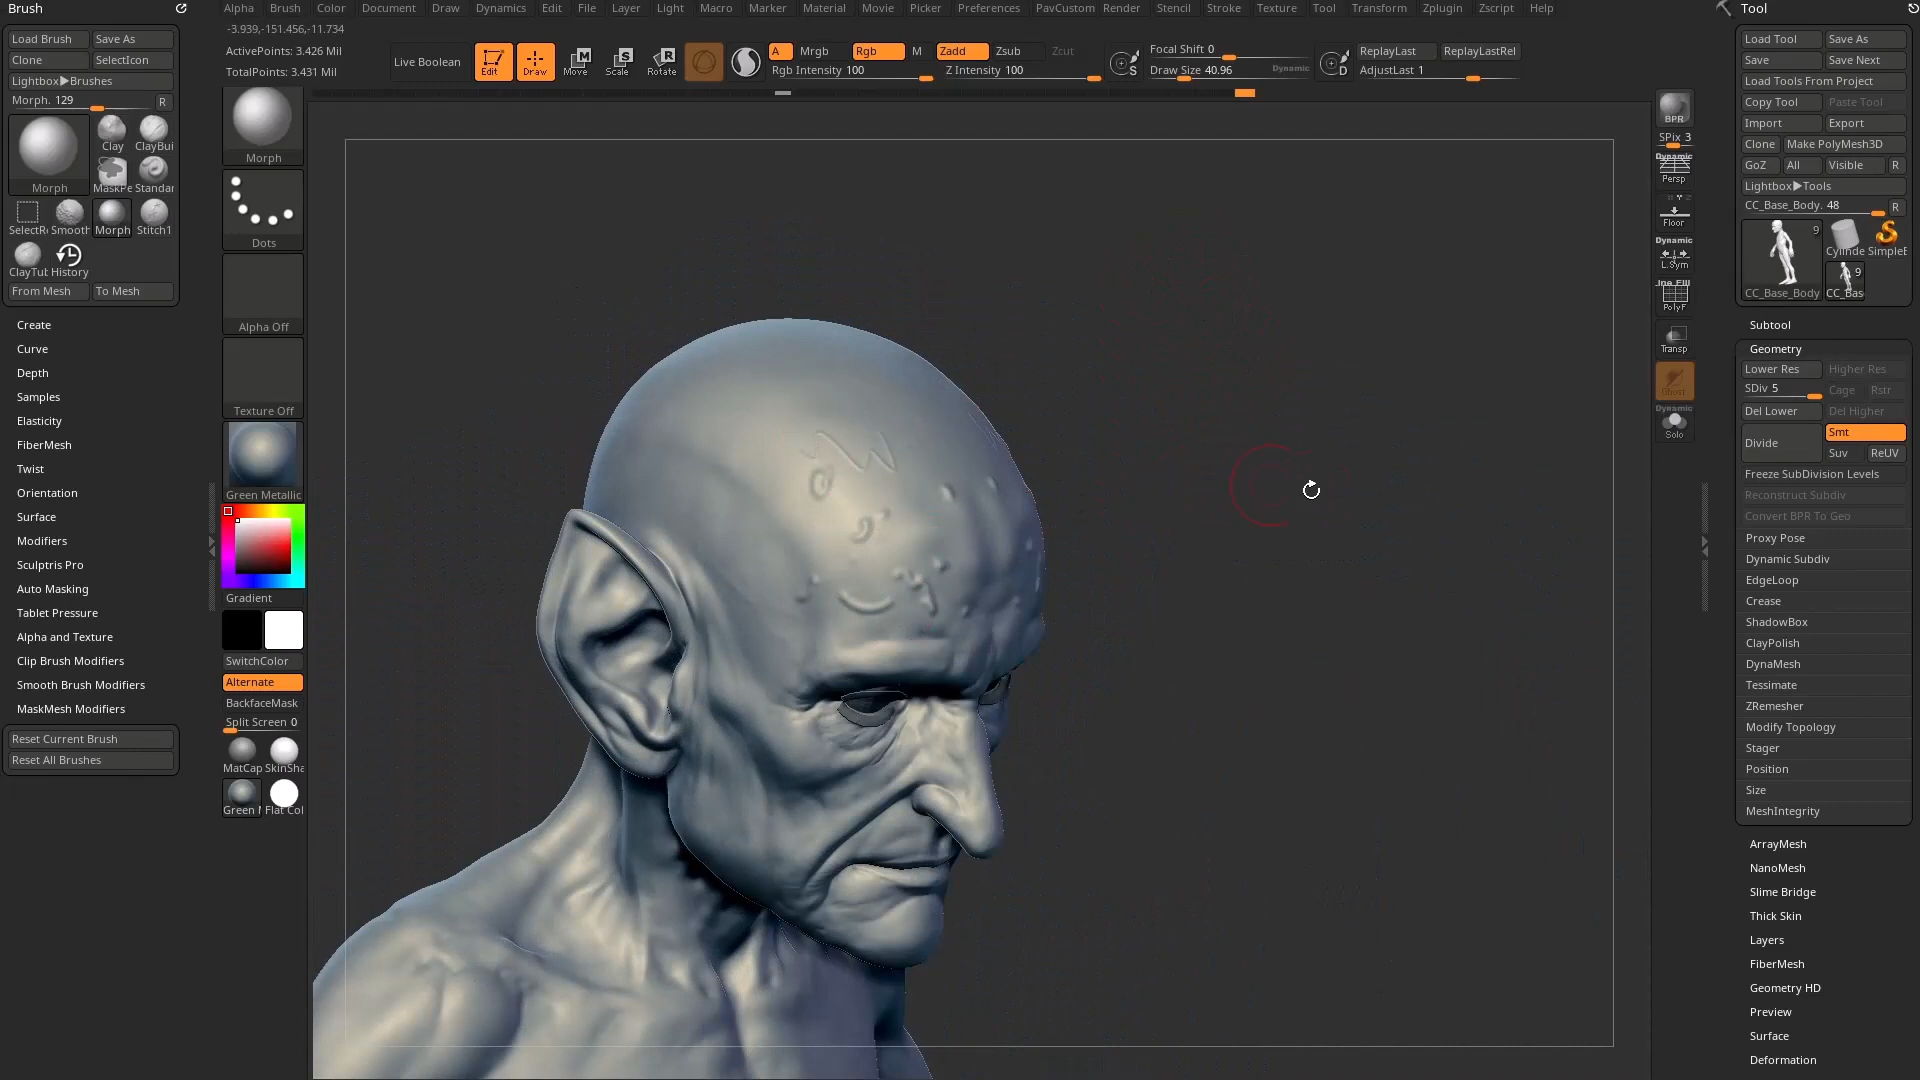 Brush
Alpha Brush Color Document Draw Dynamics Edit File Layer Light Macro Marker Material Movie Picker Preferences PavCustom Render Stencil Stroke Texture Tool Transform Zplugin Zscript Help
Tool
-3.939,-151.456,-11.734
Load Brush Save As
ActivePoints: 3.426 Mil
TotalPoints: 3.431 Mil
Live Boolean
Edit Draw Move Scale Rotate
A Mrgb Rgb M Zadd Zsub Zcut
Rgb Intensity 100 Z Intensity 100
S
Focal Shift 0
Draw Size 40.96 Dynamic
D
ReplayLast ReplayLastRel
AdjustLast 1
Clone SelectIcon
Lightbox▶Brushes
Morph. 129 R
Clay ClayBui
Morph MaskPe Standar
SelectRe Smooth Morph Stitch1
ClayTub History
From Mesh To Mesh
Create
Curve
Depth
Samples
Elasticity
FiberMesh
Twist
Orientation
Surface
Modifiers
Sculptris Pro
Auto Masking
Tablet Pressure
Alpha and Texture
Clip Brush Modifiers
Smooth Brush Modifiers
MaskMesh Modifiers
Reset Current Brush
Reset All Brushes
Morph
Dots
Alpha Off
Texture Off
Green Metallic
Gradient
SwitchColor
Alternate
BackfaceMask
Split Screen 0
MatCap SkinSha
Green M Flat Col
BPR
SPix 3
Dynamic
Persp
Floor
Dynamic
L.Sym
Line Fill
PolyF
Transp
Ghost
Dynamic
Solo
Load Tool Save As
Save Save Next
Load Tools From Project
Copy Tool Paste Tool
Import Export
Clone Make PolyMesh3D
GoZ All Visible R
Lightbox▶Tools
CC_Base_Body. 48 R
9
Cylinde SimpleB
9
CC_Base_Body CC_Bas
Subtool
Geometry
Lower Res Higher Res
SDiv 5 Cage Rstr
Del Lower Del Higher
Divide Smt
Suv ReUV
Freeze SubDivision Levels
Reconstruct Subdiv
Convert BPR To Geo
Proxy Pose
Dynamic Subdiv
EdgeLoop
Crease
ShadowBox
ClayPolish
DynaMesh
Tessimate
ZRemesher
Modify Topology
Stager
Position
Size
MeshIntegrity
ArrayMesh
NanoMesh
Slime Bridge
Thick Skin
Layers
FiberMesh
Geometry HD
Preview
Surface
Deformation